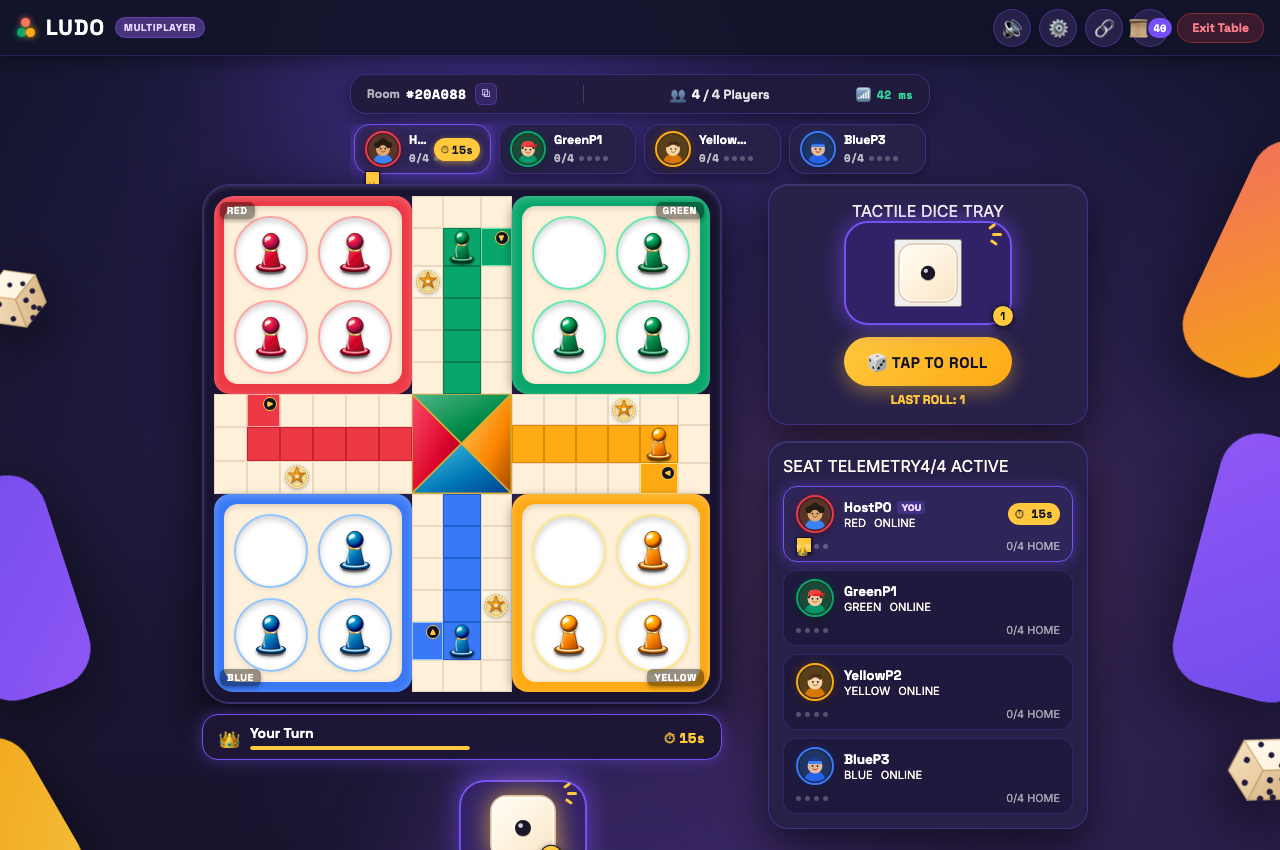 LUDO MULTIPLAYER
40 Exit Table
Room #20A088 4 / 4 Players 42 ms
H... 0/4 15s
GreenP1 0/4
Yellow... 0/4
BlueP3 0/4
RED
GREEN
BLUE
YELLOW
TACTILE DICE TRAY
1
TAP TO ROLL
LAST ROLL: 1
SEAT TELEMETRY4/4 ACTIVE
HostP0 YOU 15s
RED ONLINE
0/4 HOME
GreenP1
GREEN ONLINE
0/4 HOME
YellowP2
YELLOW ONLINE
0/4 HOME
BlueP3
BLUE ONLINE
0/4 HOME
Your Turn 15s